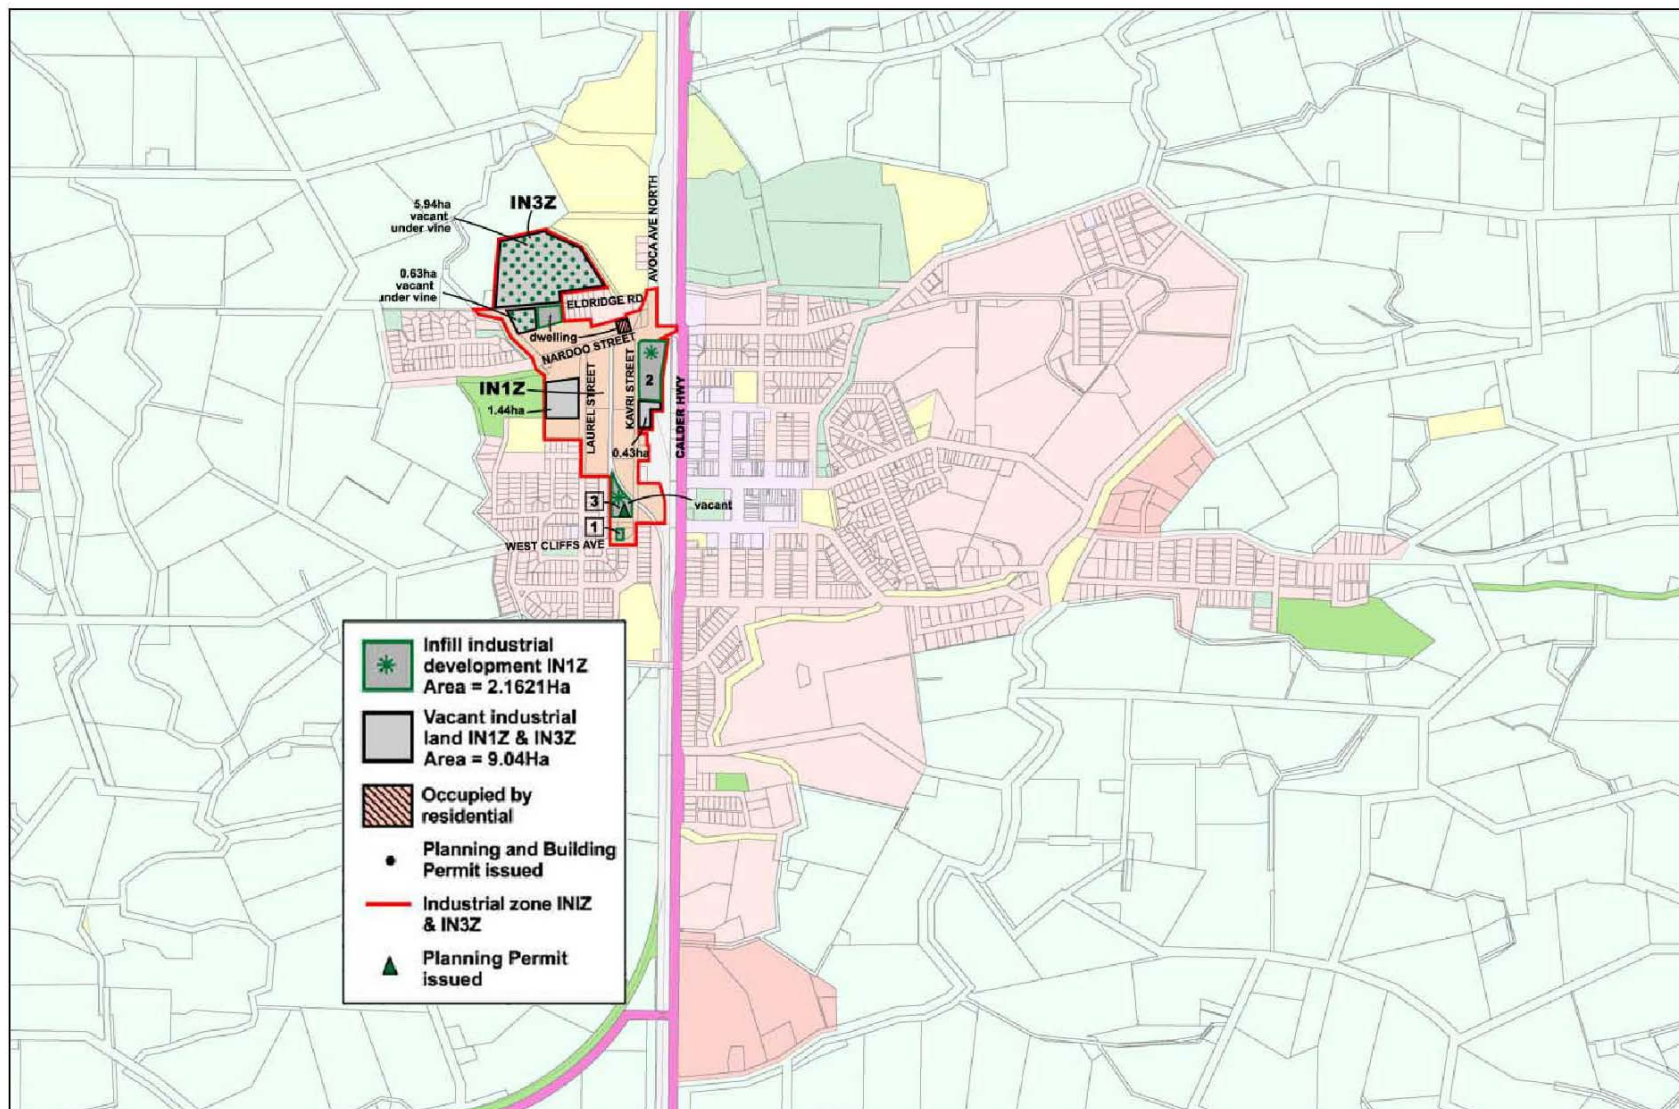 AVOCA AVE NORTH
5.94ha
vacant
under vine
IN3Z
0.63ha
vacant
under vine
ELDRIDGE RD
dwelling
NARDOO STREET
IN1Z
1.44ha
LAUREL STREET
KAVRI STREET
2
CALDER HWY
0.43ha
3
vacant
1
WEST CLIFFS AVE
Infill industrial
development IN1Z
Area = 2.1621Ha
Vacant industrial
land IN1Z & IN3Z
Area = 9.04Ha
Occupied by
residential
Planning and Building
Permit issued
Industrial zone INIZ
& IN3Z
Planning Permit
issued